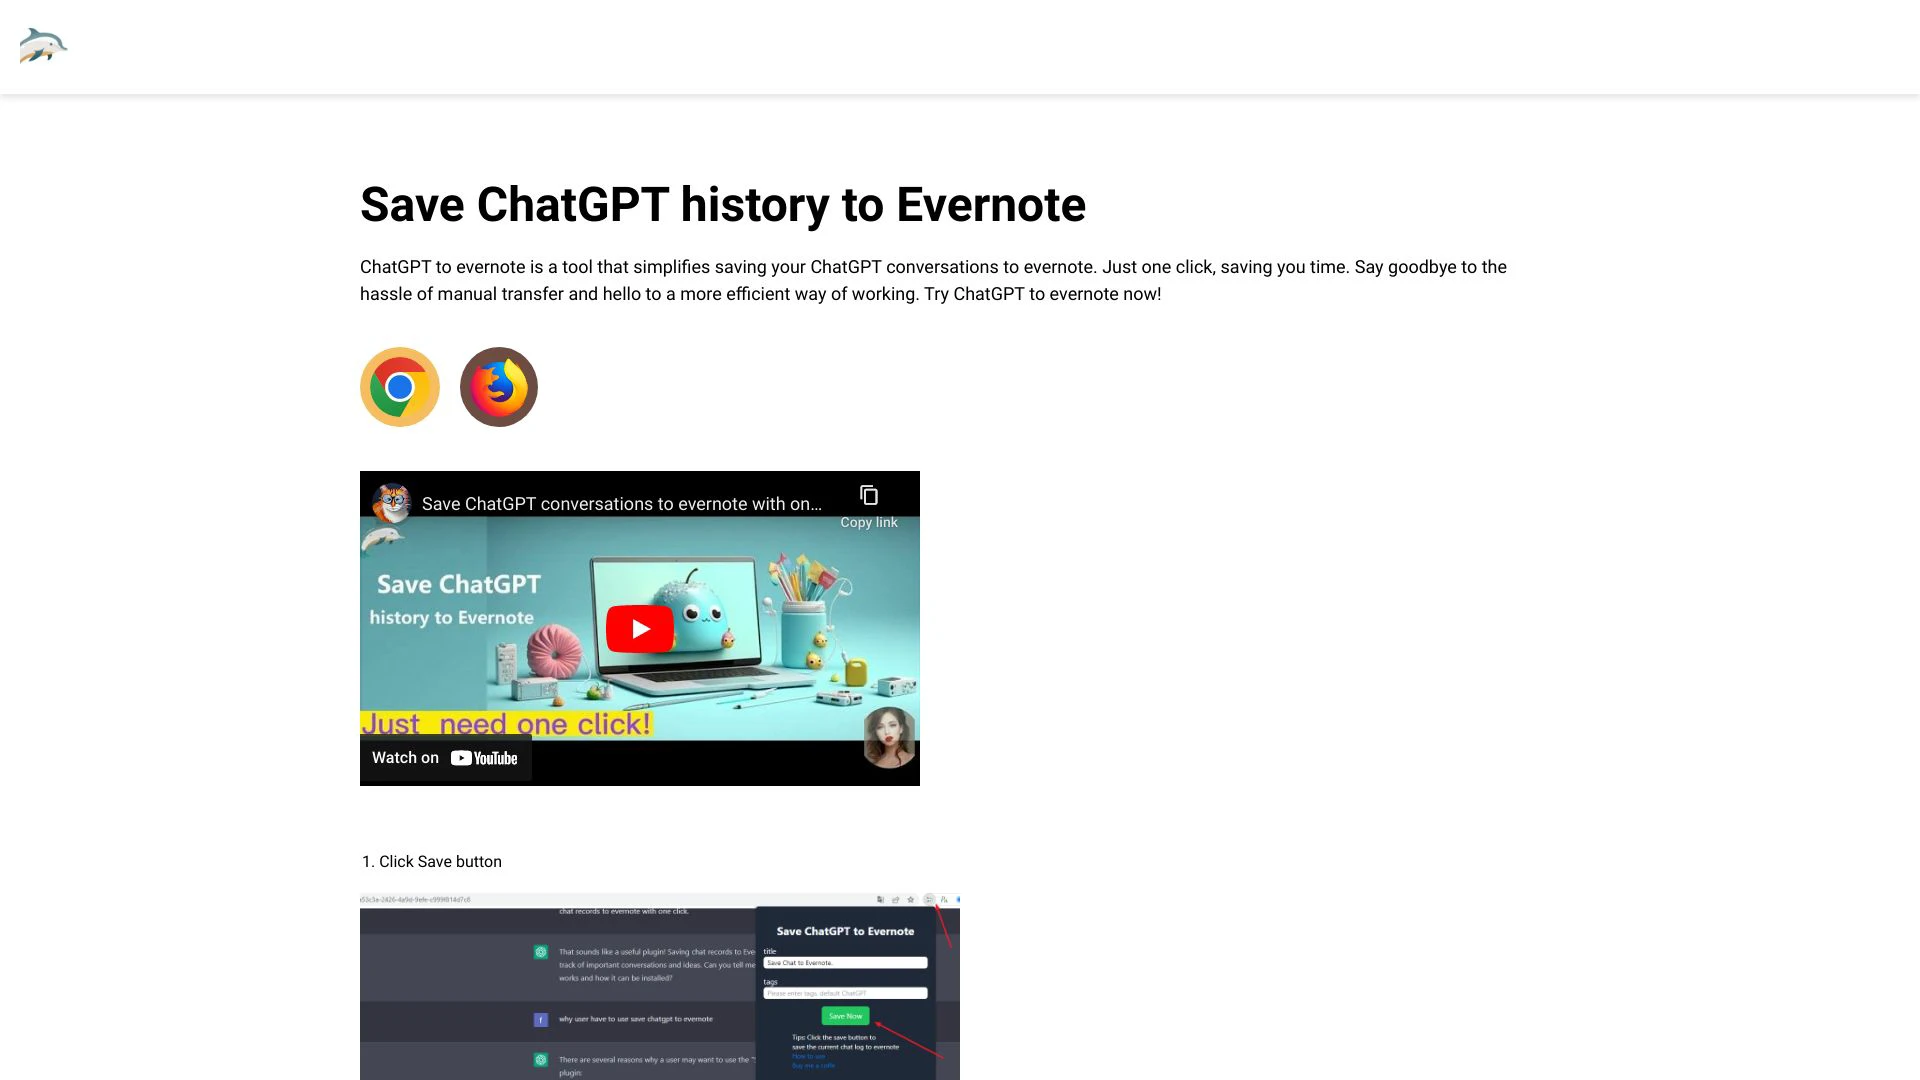 Save ChatGPT history to Evernote
ChatGPT to evernote is a tool that simplifies saving your ChatGPT conversations to evernote. Just one click, saving you time. Say goodbye to the
hassle of manual transfer and hello to a more efficient way of working. Try ChatGPT to evernote now!
Save ChatGPT conversations to evernote with on...
Copy link
Save ChatGPT
history to Evernote
Just need one click!
Watch on YouTube
1. Click Save button
chat records to evernote with one click.
That sounds like a useful plugin! Saving chat records to Eve
track of important conversations and ideas. Can you tell me
works and how it can be installed?
f
why user have to use save chatgpt to evernote
There are several reasons why a user may want to use the "S
plugin:
Save ChatGPT to Evernote
title
Save Chat to Evernote.
tags
Please enter tags, default ChatGPT
Save Now
Tips: Click the save button to
save the current chat log to evernote
How to use
Buy me a coffe